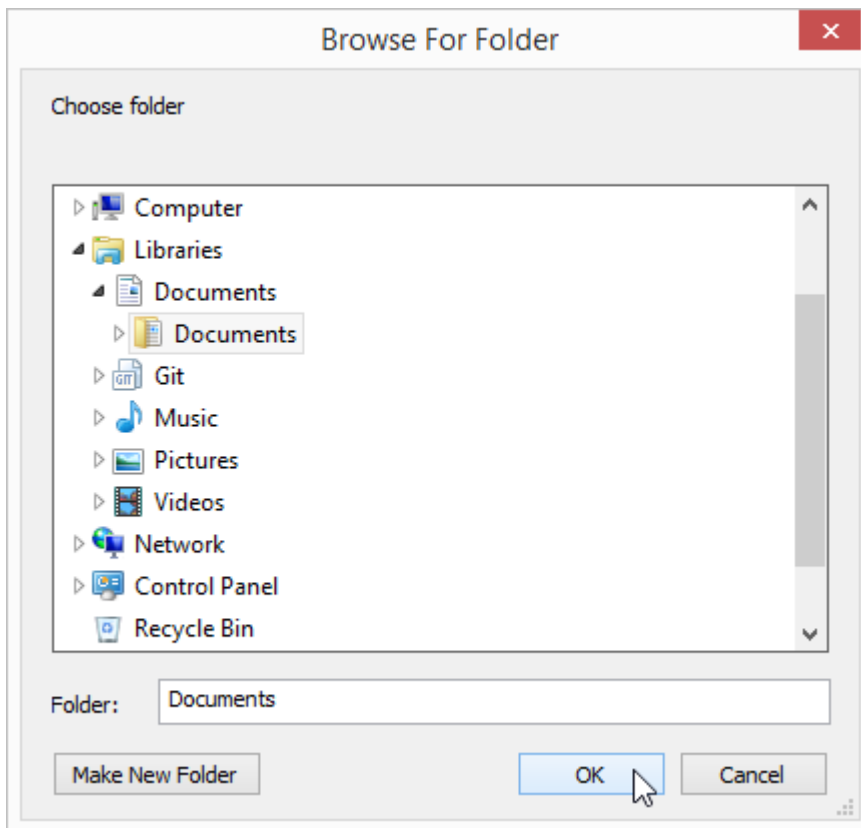 Browse For Folder
Choose folder
Computer
Libraries
Documents
Documents
GIT Git
Music
Pictures
Videos
Network
Control Panel
Recycle Bin
Folder: Documents
Make New Folder OK Cancel